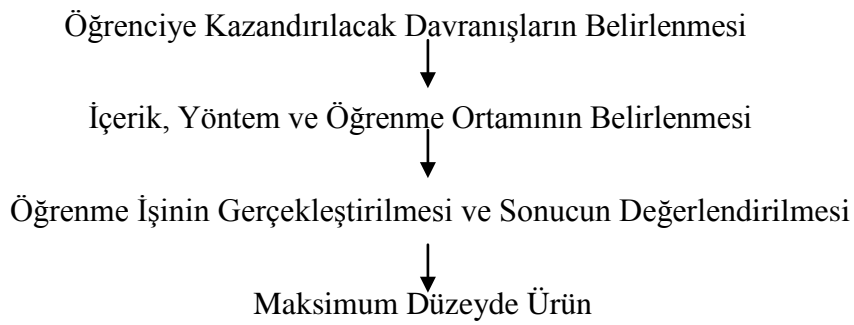 Öğrenciye Kazandırılacak Davranışların Belirlenmesi
İçerik, Yöntem ve Öğrenme Ortamının Belirlenmesi
Öğrenme İşinin Gerçekleştirilmesi ve Sonucun Değerlendirilmesi
Maksimum Düzeyde Ürün